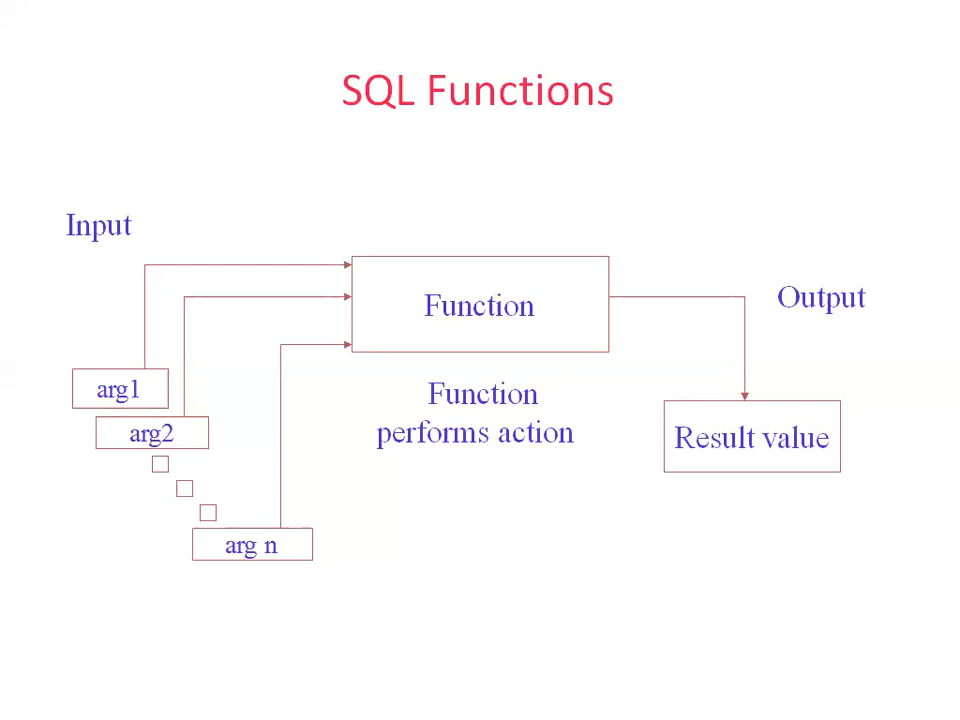 SQL Functions
Input
Function
Output
arg1
arg2
arg n
Function
performs action
Result value